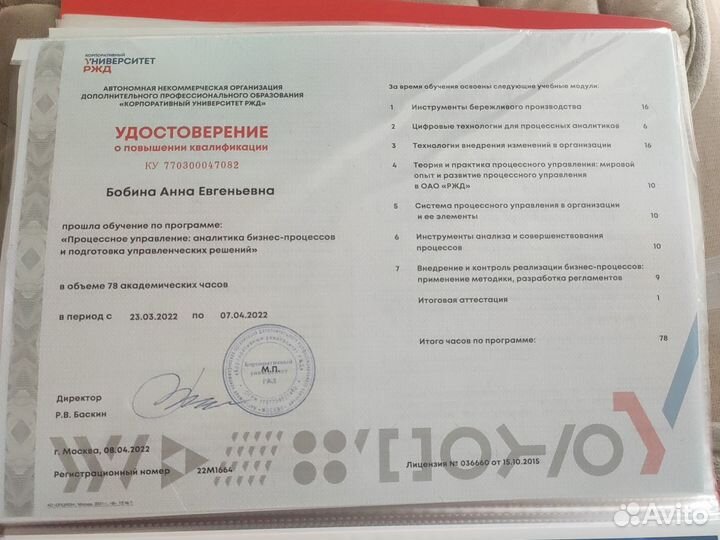 КОРПОРАТИВНЫЙ
УНИВЕРСИТЕТ
РЖД
АВТОНОМНАЯ НЕКОММЕРЧЕСКАЯ ОРГАНИЗАЦИЯ
ДОПОЛНИТЕЛЬНОГО ПРОФЕССИОНАЛЬНОГО ОБРАЗОВАНИЯ
«КОРПОРАТИВНЫЙ УНИВЕРСИТЕТ РЖД»
УДОСТОВЕРЕНИЕ
о повышении квалификации
КУ 770300047082
Бобина Анна Евгеньевна
прошла обучение по программе:
«Процессное управление: аналитика бизнес-процессов
и подготовка управленческих решений»
в объеме 78 академических часов
в период с 23.03.2022 по 07.04.2022
Корпоративный
университет
РЖД
М.П.
Директор
Р.В. Баскин
г. Москва, 08.04.2022
Регистрационный номер 22М1664
За время обучения освоены следующие учебные модули:
1 Инструменты бережливого производства 16
2 Цифровые технологии для процессных аналитиков 6
3 Технологии внедрения изменений в организации 16
4 Теория и практика процессного управления: мировой
опыт и развитие процессного управления
в ОАО «РЖД» 10
5 Система процессного управления в организации
и ее элементы 10
6 Инструменты анализа и совершенствования
процессов 10
7 Внедрение и контроль реализации бизнес-процессов:
применение методики, разработка регламентов 9
Итоговая аттестация 1
Итого часов по программе: 78
Лицензия № 036660 от 15.10.2015
Avito